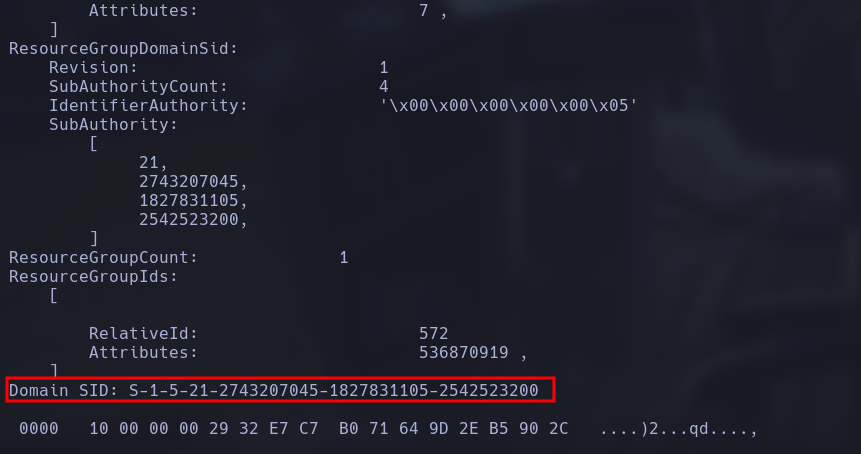 Attributes: 7 ,
]
ResourceGroupDomainSid:
Revision: 1
SubAuthorityCount: 4
IdentifierAuthority: '\x00\x00\x00\x00\x00\x05'
SubAuthority:
[
21,
2743207045,
1827831105,
2542523200,
]
ResourceGroupCount: 1
ResourceGroupIds:
[
RelativeId: 572
Attributes: 536870919 ,
]
Domain SID: S-1-5-21-2743207045-1827831105-2542523200
0000 10 00 00 00 29 32 E7 C7 B0 71 64 9D 2E B5 90 2C ....)2...qd....,